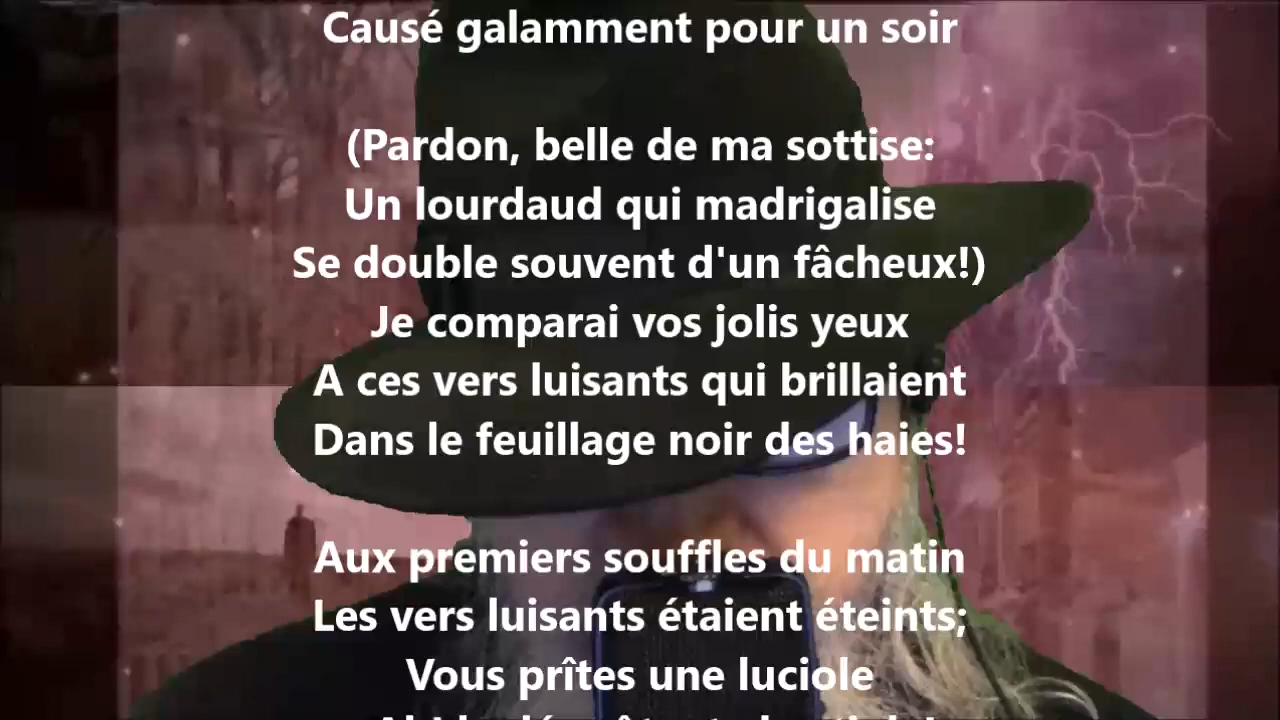 Causé galamment pour un soir
(Pardon, belle de ma sottise:
Un lourdaud qui madrigalise
Se double souvent d'un fâcheux!)
Je comparai vos jolis yeux
A ces vers luisants qui brillaient
Dans le feuillage noir des haies!
Aux premiers souffles du matin
Les vers luisants étaient éteints;
Vous prîtes une luciole